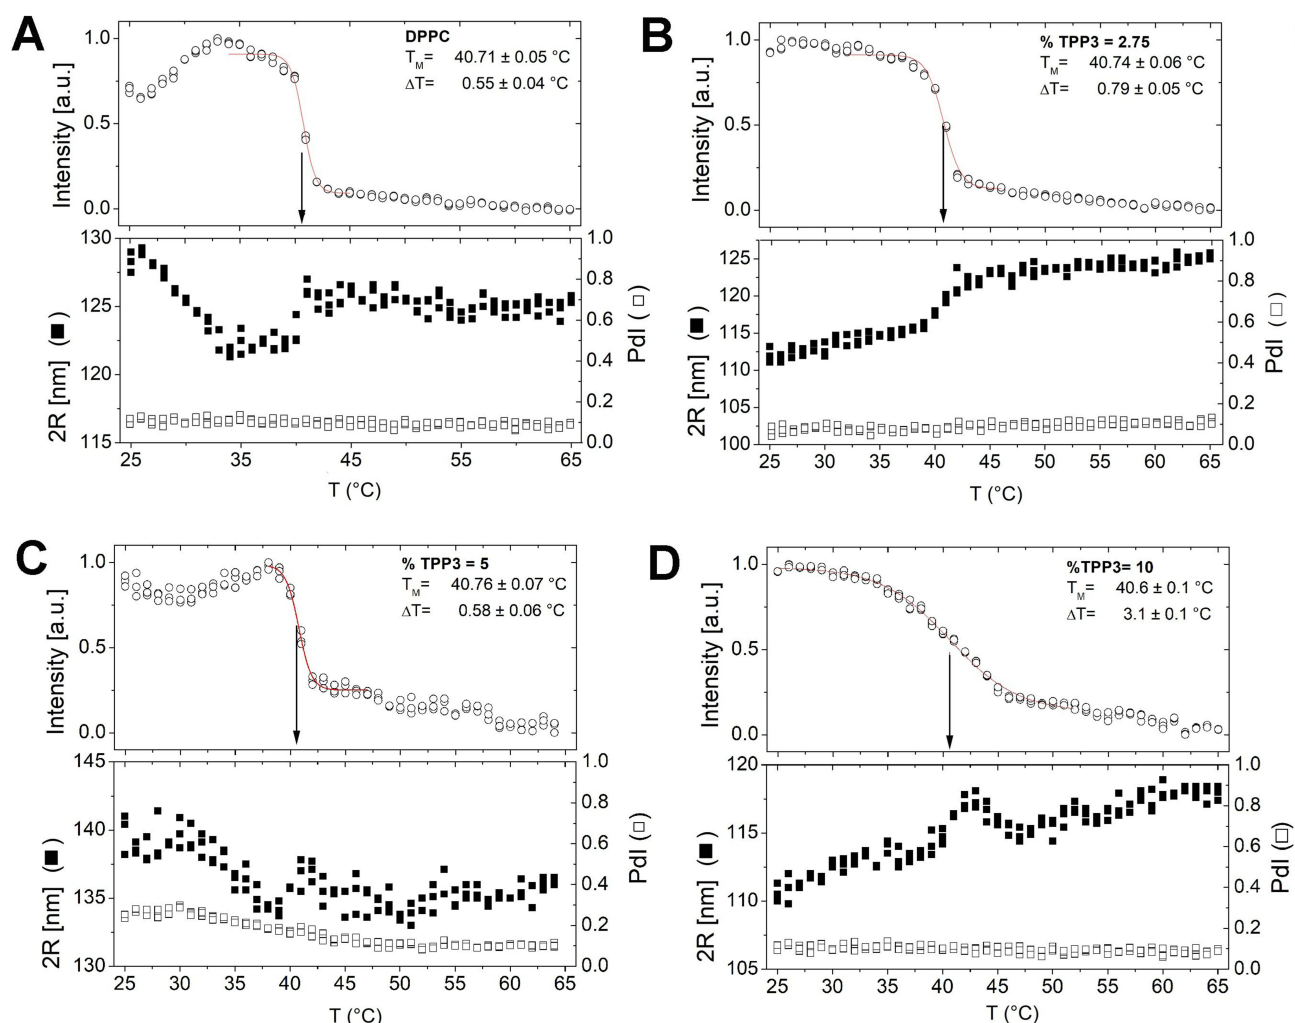 A
DPPC
T_M= 40.71 ± 0.05 °C
ΔT= 0.55 ± 0.04 °C
Intensity [a.u.]
1.0
0.5
0.0
130
125
120
115
2R [nm] (■)
1.0
0.8
0.6
0.4
0.2
0.0
PdI (□)
25 35 45 55 65
T (°C)
B
% TPP3 = 2.75
T_M= 40.74 ± 0.06 °C
ΔT= 0.79 ± 0.05 °C
Intensity [a.u.]
1.0
0.5
0.0
125
120
115
110
105
100
2R [nm] (■)
1.0
0.8
0.6
0.4
0.2
0.0
PdI (□)
25 30 35 40 45 50 55 60 65
T (°C)
C
% TPP3 = 5
T_M= 40.76 ± 0.07 °C
ΔT= 0.58 ± 0.06 °C
Intensity [a.u.]
1.0
0.5
0.0
145
140
135
130
2R [nm] (■)
1.0
0.8
0.6
0.4
0.2
0.0
PdI (□)
25 30 35 40 45 50 55 60 65
T (°C)
D
%TPP3= 10
T_M= 40.6 ± 0.1 °C
ΔT= 3.1 ± 0.1 °C
Intensity [a.u.]
1.0
0.5
0.0
120
115
110
105
2R [nm] (■)
1.0
0.8
0.6
0.4
0.2
0.0
PdI (□)
25 30 35 40 45 50 55 60 65
T (°C)